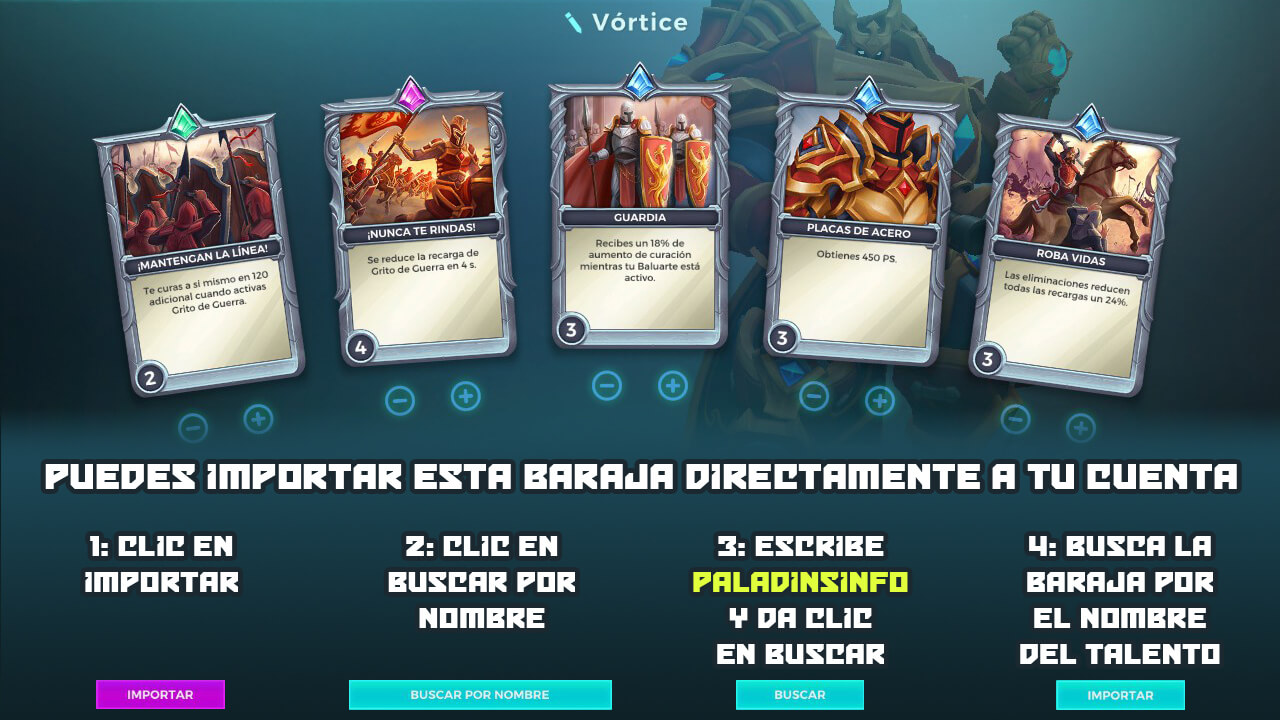 Vórtice
¡MANTENGAN LA LÍNEA!
Te curas a si mismo en 120
adicional cuando activas
Grito de Guerra.
2
¡NUNCA TE RINDAS!
Se reduce la recarga de
Grito de Guerra en 4 s.
4
GUARDIA
Recibes un 18% de
aumento de curación
mientras tu Baluarte está
activo.
3
PLACAS DE ACERO
Obtienes 450 PS.
3
ROBA VIDAS
Las eliminaciones reducen
todas las recargas un 24%.
3
PUEDES IMPORTAR ESTA BARAJA DIRECTAMENTE A TU CUENTA
1: CLIC EN
IMPORTAR
IMPORTAR
2: CLIC EN
BUSCAR POR
NOMBRE
BUSCAR POR NOMBRE
3: ESCRIBE
PALADINSINFO
Y DA CLIC
EN BUSCAR
BUSCAR
4: BUSCA LA
BARAJA POR
EL NOMBRE
DEL TALENTO
IMPORTAR